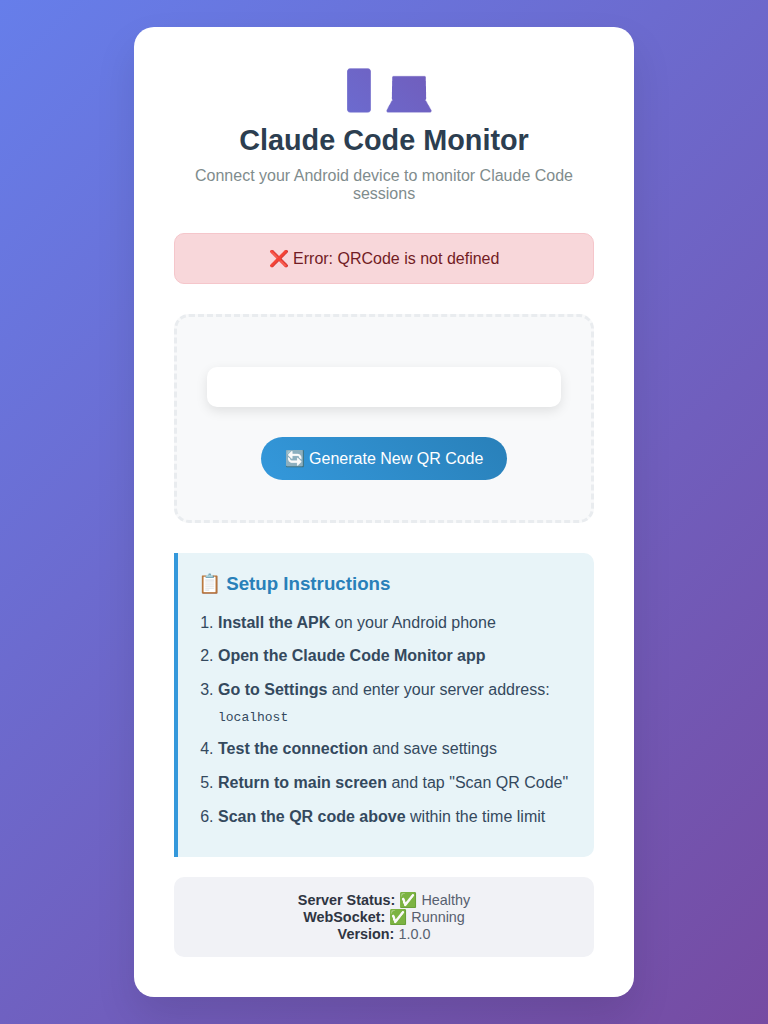 Claude Code Monitor
Connect your Android device to monitor Claude Code
sessions
❌ Error: QRCode is not defined
🔄 Generate New QR Code
📋 Setup Instructions
1. Install the APK on your Android phone
2. Open the Claude Code Monitor app
3. Go to Settings and enter your server address:
localhost
4. Test the connection and save settings
5. Return to main screen and tap "Scan QR Code"
6. Scan the QR code above within the time limit
Server Status: ✅ Healthy
WebSocket: ✅ Running
Version: 1.0.0